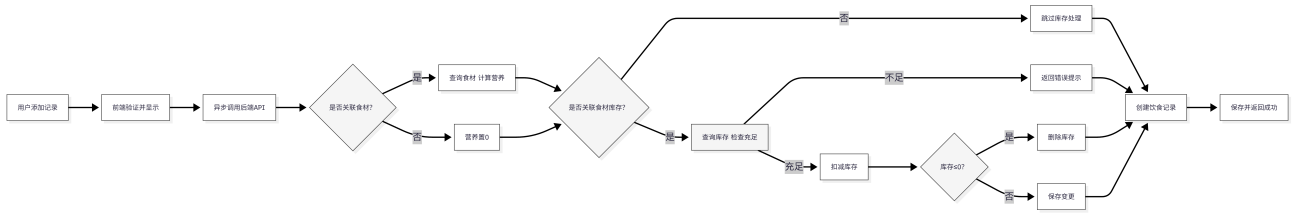 用户添加记录
前端验证并显示
异步调用后端API
是否关联食材?
是
否
查询食材 计算营养
营养置0
是否关联食材库存?
否
是
跳过库存处理
查询库存 检查充足
不足
充足
返回错误提示
扣减库存
库存≤0?
是
否
删除库存
保存变更
创建饮食记录
保存并返回成功